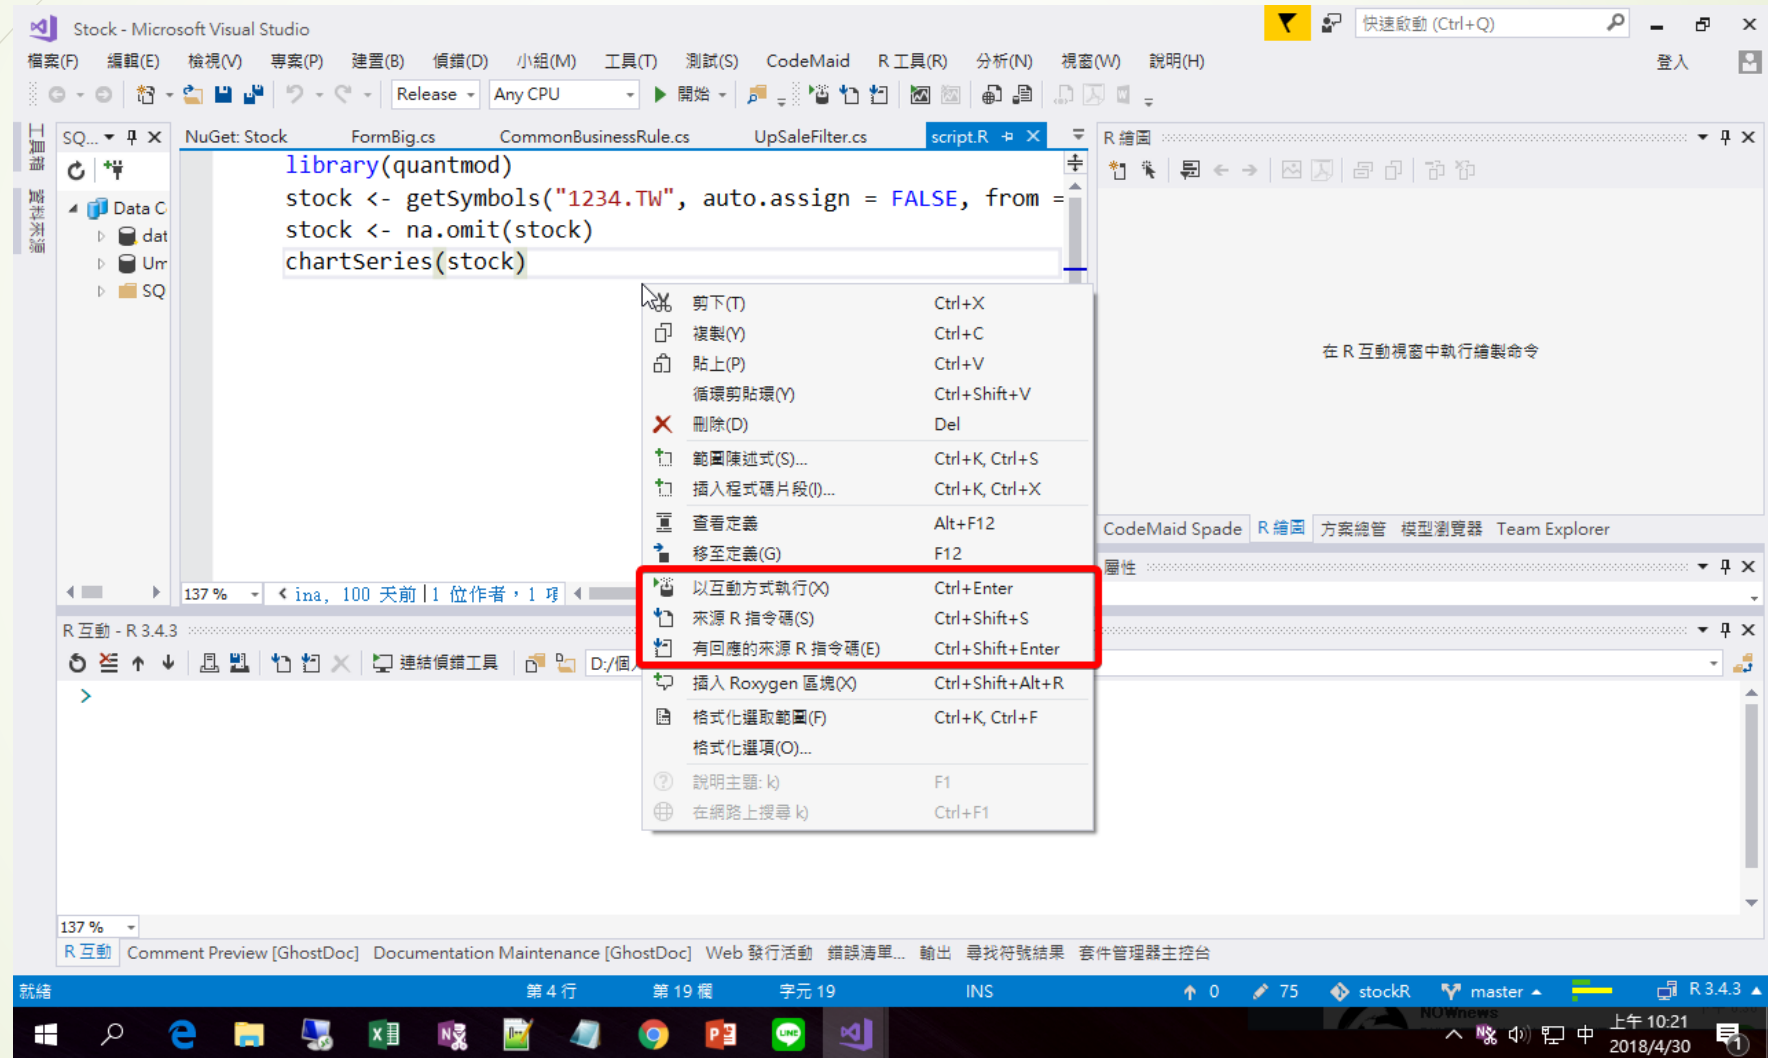 Stock - Microsoft Visual Studio
快速啟動 (Ctrl+Q)
檔案(F) 編輯(E) 檢視(V) 專案(P) 建置(B) 偵錯(D) 小組(M) 工具(T) 測試(S) CodeMaid R 工具(R) 分析(N) 視窗(W) 說明(H)
登入
Release
Any CPU
開始
工具箱
資料來源
SQ...
NuGet: Stock
FormBig.cs
CommonBusinessRule.cs
UpSaleFilter.cs
script.R
R 繪圖
Data C
dat
Um
SQ
library(quantmod)
stock <- getSymbols("1234.TW", auto.assign = FALSE, from =
stock <- na.omit(stock)
chartSeries(stock)
在 R 互動視窗中執行繪製命令
剪下(T) Ctrl+X
複製(Y) Ctrl+C
貼上(P) Ctrl+V
循環剪貼環(Y) Ctrl+Shift+V
刪除(D) Del
範圍陳述式(S)... Ctrl+K, Ctrl+S
插入程式碼片段(I)... Ctrl+K, Ctrl+X
查看定義 Alt+F12
移至定義(G) F12
以互動方式執行(X) Ctrl+Enter
來源 R 指令碼(S) Ctrl+Shift+S
有回應的來源 R 指令碼(E) Ctrl+Shift+Enter
插入 Roxygen 區塊(X) Ctrl+Shift+Alt+R
格式化選取範圍(F) Ctrl+K, Ctrl+F
格式化選項(O)...
說明主題: k) F1
在網路上搜尋 k) Ctrl+F1
CodeMaid Spade R 繪圖 方案總管 模型瀏覽器 Team Explorer
屬性
137 %
ina, 100 天前 | 1 位作者，1 項
R 互動 - R 3.4.3
連結偵錯工具
D:/個
>
137 %
R 互動 Comment Preview [GhostDoc] Documentation Maintenance [GhostDoc] Web 發行活動 錯誤清單... 輸出 尋找符號結果 套件管理器主控台
就緒
第 4 行
第 19 欄
字元 19
INS
0
75
stockR
master
R 3.4.3
NOWnews
中
上午 10:21
2018/4/30
1